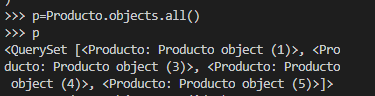 >>> p=Producto.objects.all()
>>> p
<QuerySet [<Producto: Producto object (1)>, <Pro
ducto: Producto object (3)>, <Producto: Producto
 object (4)>, <Producto: Producto object (5)>]>